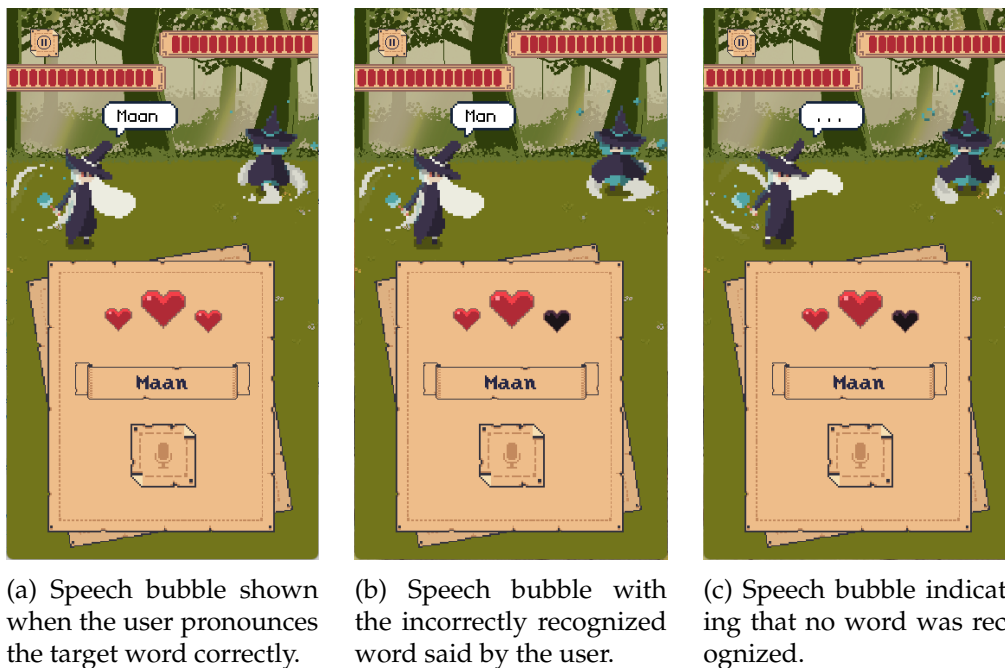 Maan
Maan
(a) Speech bubble shown
when the user pronounces
the target word correctly.
Man
Maan
(b) Speech bubble with
the incorrectly recognized
word said by the user.
...
Maan
(c) Speech bubble indicat
ing that no word was rec
ognized.